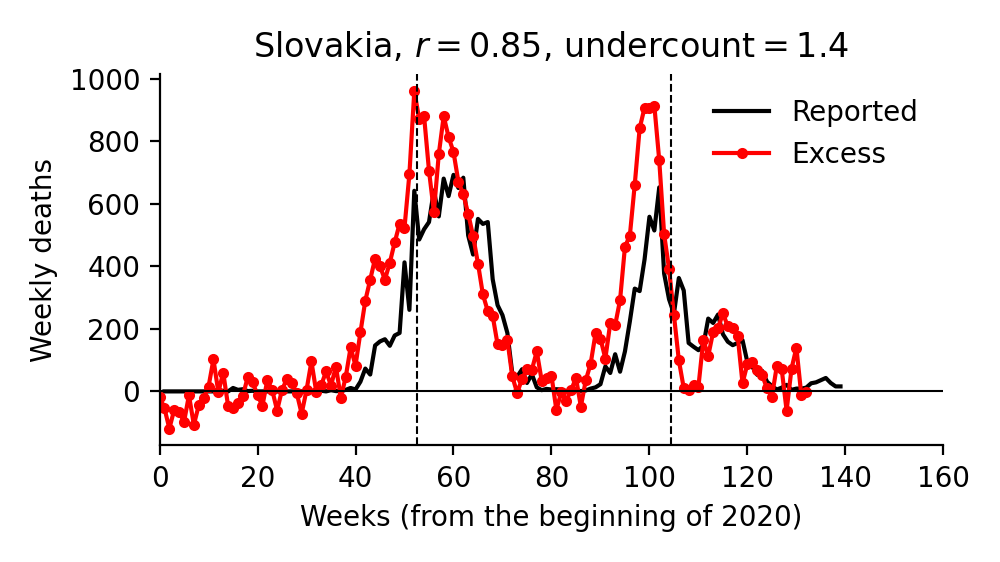 Slovakia, r = 0.85, undercount = 1.4
Reported
Excess
Weekly deaths
1000
800
600
400
200
0
0 20 40 60 80 100 120 140 160
Weeks (from the beginning of 2020)